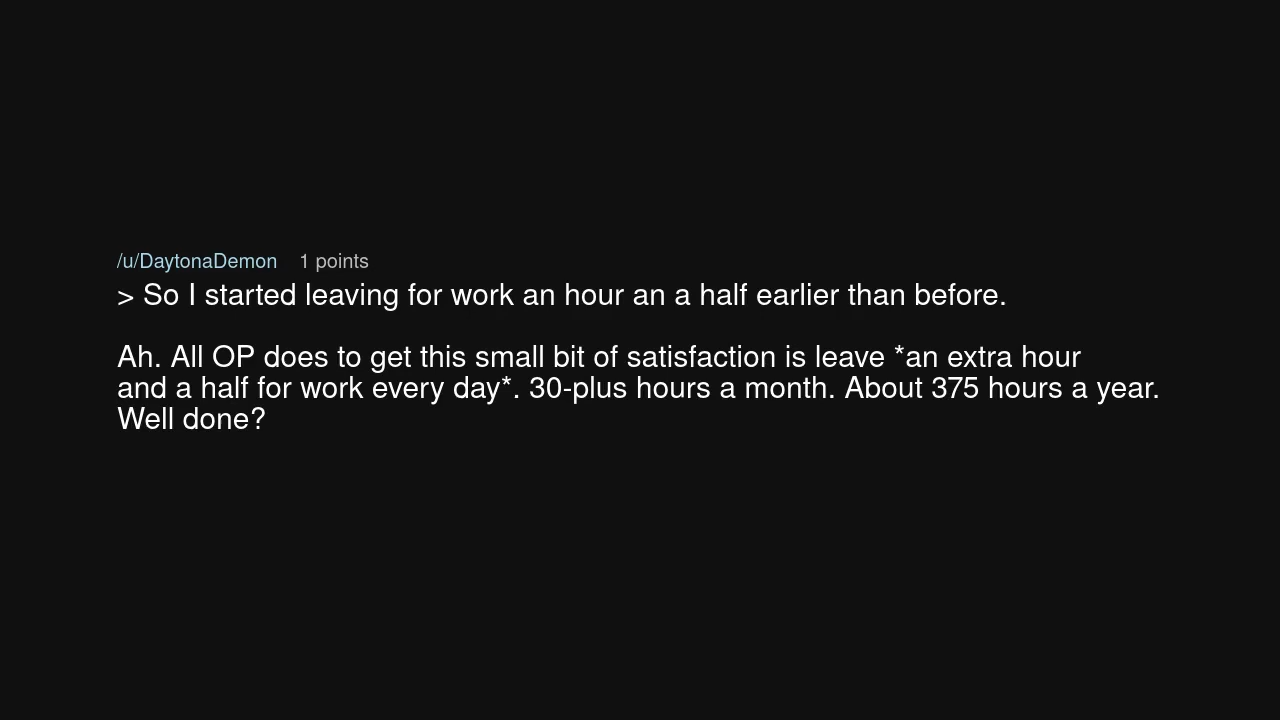 /u/DaytonaDemon 1 points
> So I started leaving for work an hour an a half earlier than before.
Ah. All OP does to get this small bit of satisfaction is leave *an extra hour
and a half for work every day*. 30-plus hours a month. About 375 hours a year.
Well done?